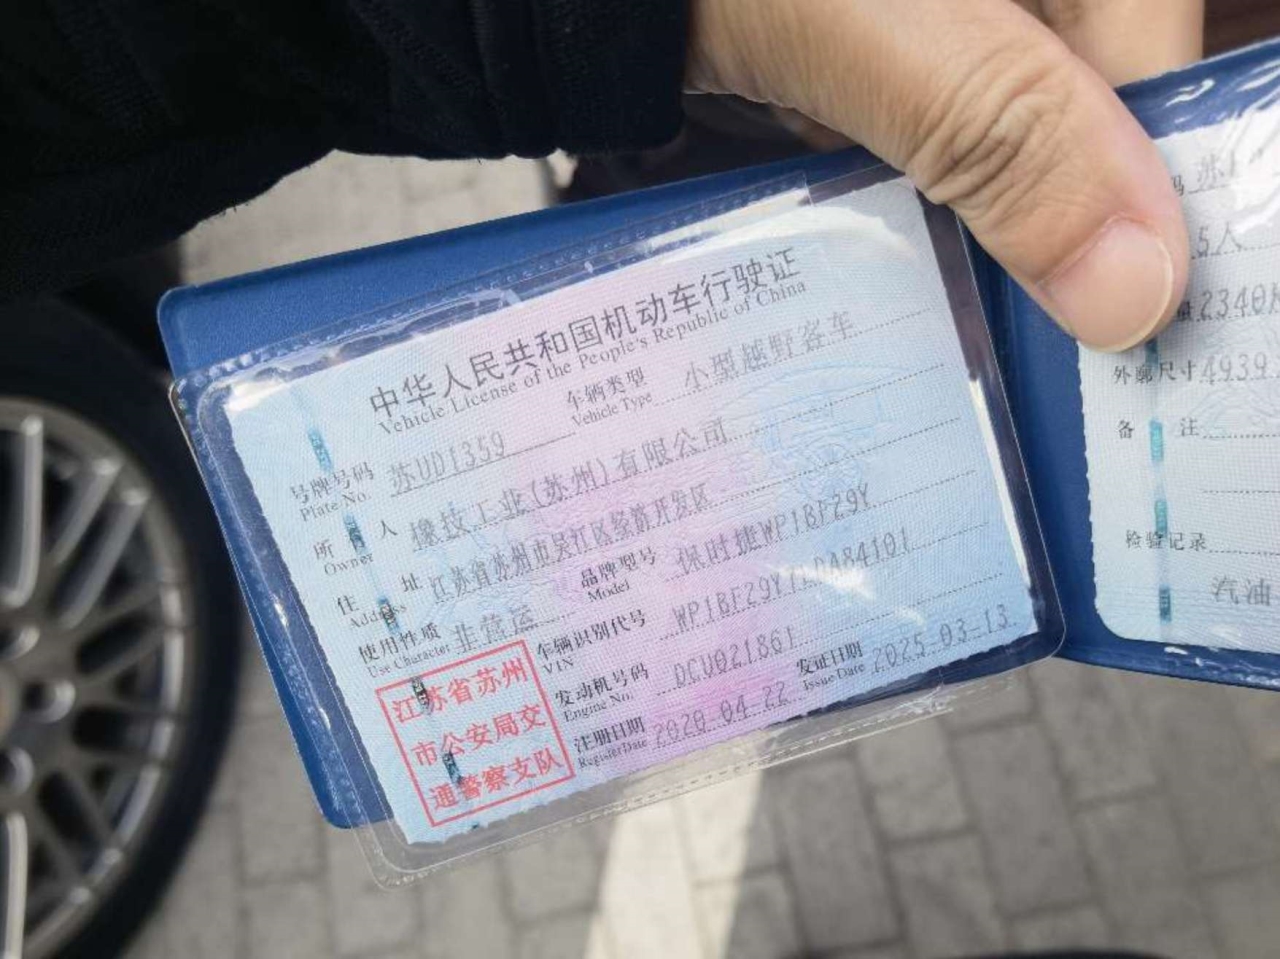 中华人民共和国机动车行驶证
Vehicle License of the People's Republic of China
号牌号码 苏UD1359 车辆类型 小型越野客车
Plate No. Vehicle Type
所 有 人 橡技工业(苏州)有限公司
Owner
住 址 江苏省苏州市吴江区 开发区
Address
使用性质 非营运 品牌型号 保时捷WP1BF29Y
Use Character Model
车辆识别代号 WP1BF29Y7LDA84101
VIN
江苏省苏州
市公安局交
通警察支队
发动机号码 DCU021861
Engine No.
注册日期 2020-04-22 发证日期 2025-03-13
Register Date Issue Date
苏
5人
2340
外廓尺寸 4939
备 注
检验记录
汽油